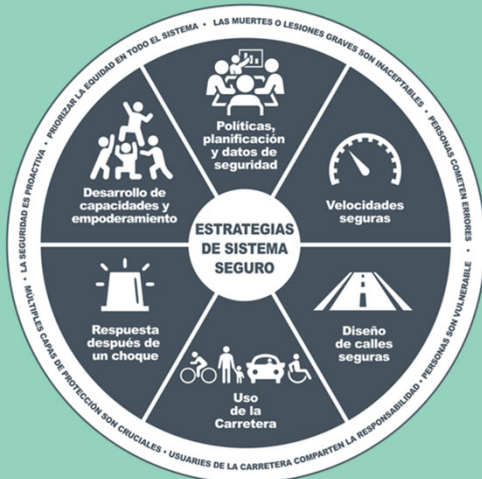 PRIORIZAR LA EQUIDAD EN TODO EL SISTEMA • LAS MUERTES O LESIONES GRAVES SON INACEPTABLES • PERSONAS COMETEN ERRORES • PERSONAS SON VULNERABLE • USUARIES DE LA CARRETERA COMPARTEN LA RESPONSABILIDAD • MÚLTIPLES CAPAS DE PROTECCIÓN SON CRUCIALES • LA SEGURIDAD ES PROACTIVA •
Políticas,
planificación
y datos de
seguridad
Velocidades
seguras
Diseño
de calles
seguras
Uso
de la
Carretera
Respuesta
después de
un choque
Desarrollo de
capacidades y
empoderamiento
ESTRATEGIAS
DE SISTEMA
SEGURO